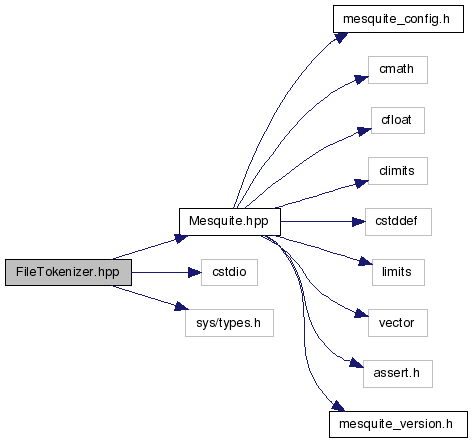 mesquite_config.h
cmath
cfloat
climits
Mesquite.hpp
cstddef
FileTokenizer.hpp
cstdio
limits
sys/types.h
vector
assert.h
mesquite_version.h